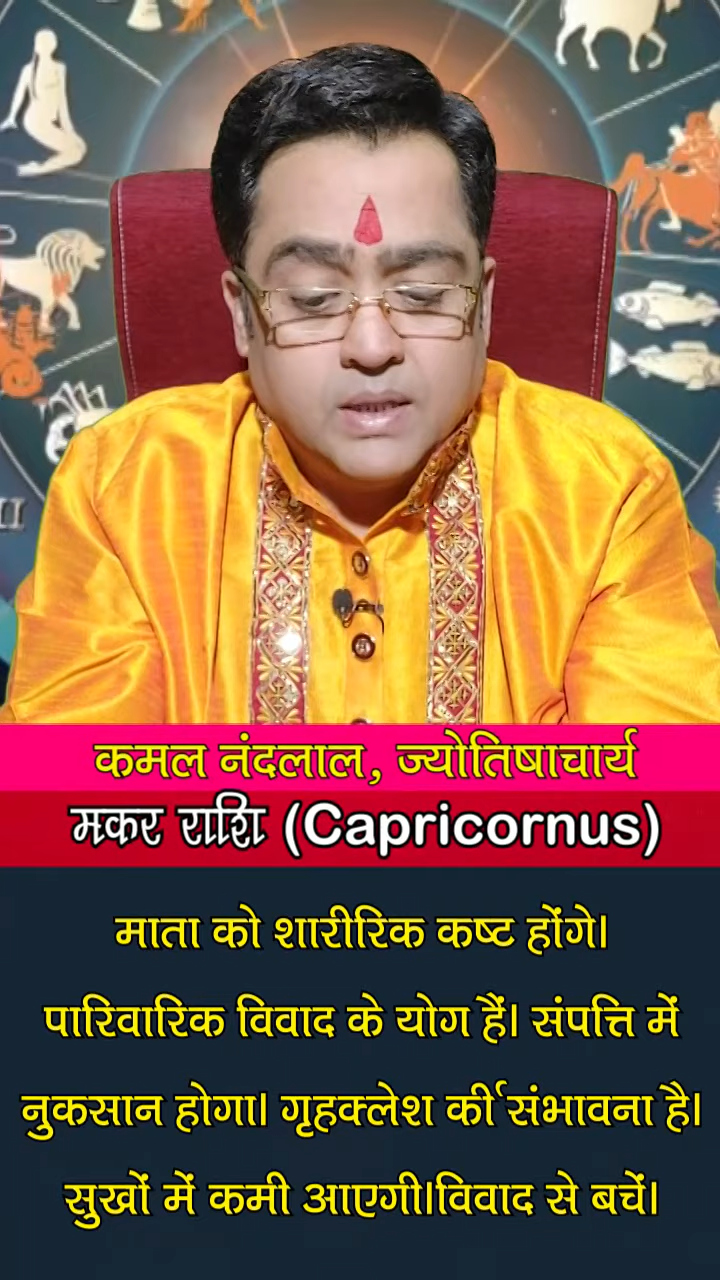 कमल नंदलाल, ज्योतिषाचार्य
मकर राशि (Capricornus)
माता को शारीरिक कष्ट होंगे।
पारिवारिक विवाद के योग हैं। संपत्ति में
नुकसान होगा। गृहक्लेश की संभावना है।
सुखों में कमी आएगी।विवाद से बचें।